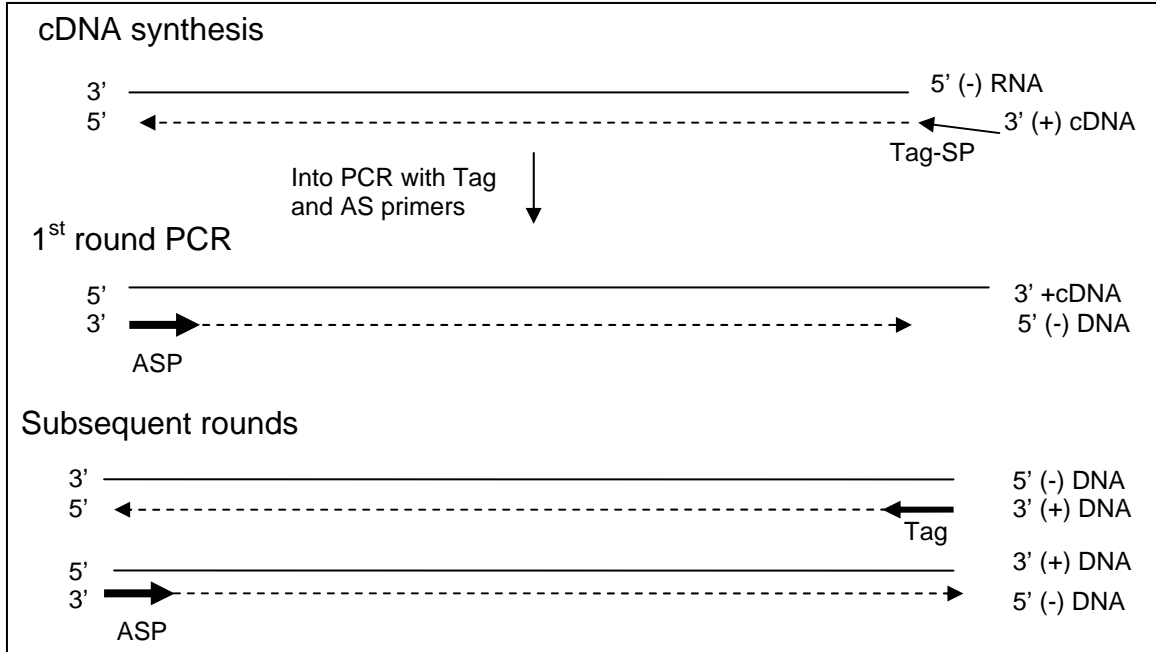 cDNA synthesis
3’ 5’ (-) RNA
5’ 3’ (+) cDNA
Tag-SP
Into PCR with Tag
and AS primers
1st round PCR
5’ 3’ +cDNA
3’ 5’ (-) DNA
ASP
Subsequent rounds
3’ 5’ (-) DNA
5’ 3’ (+) DNA
Tag
5’ 3’ (+) DNA
3’ 5’ (-) DNA
ASP